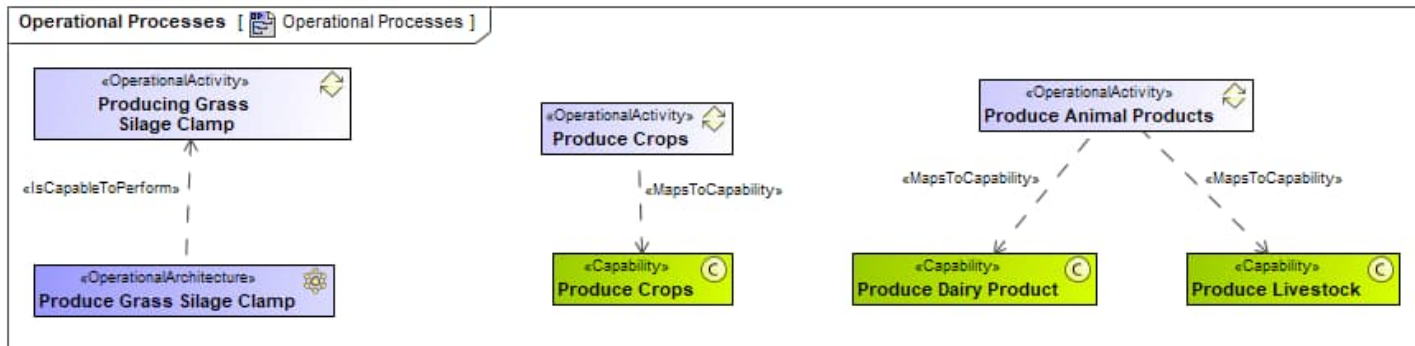 Operational Processes [ Operational Processes ]
«OperationalActivity»
Producing Grass
Silage Clamp
«IsCapableToPerform»
«OperationalArchitecture»
Produce Grass Silage Clamp
«OperationalActivity»
Produce Crops
«MapsToCapability»
«Capability»
C
Produce Crops
«OperationalActivity»
Produce Animal Products
«MapsToCapability»
«MapsToCapability»
«Capability»
C
Produce Dairy Product
«Capability»
C
Produce Livestock